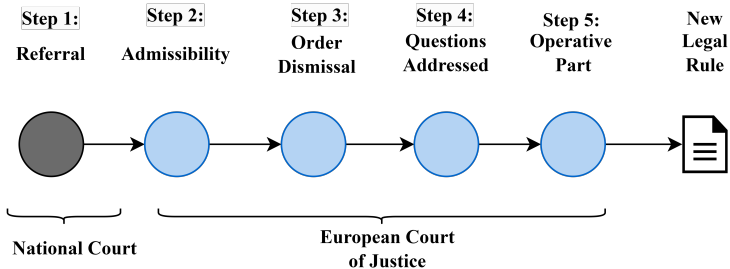 Step 1:
Referral
Step 2:
Admissibility
Step 3:
Order
Dismissal
Step 4:
Questions
Addressed
Step 5:
Operative
Part
New
Legal
Rule
National Court
European Court
of Justice